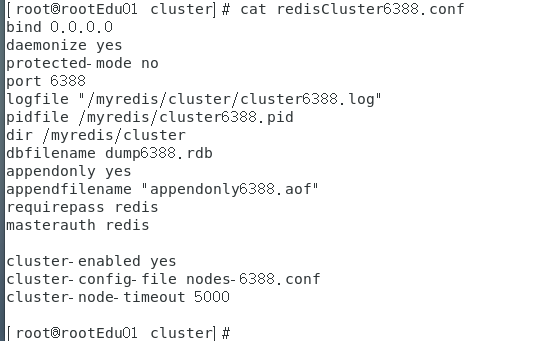 [root@rootEdu01 cluster]# cat redisCluster6388.conf
bind 0.0.0.0
daemonize yes
protected-mode no
port 6388
logfile "/myredis/cluster/cluster6388.log"
pidfile /myredis/cluster6388.pid
dir /myredis/cluster
dbfilename dump6388.rdb
appendonly yes
appendfilename "appendonly6388.aof"
requirepass redis
masterauth redis
cluster-enabled yes
cluster-config-file nodes-6388.conf
cluster-node-timeout 5000
[root@rootEdu01 cluster]#